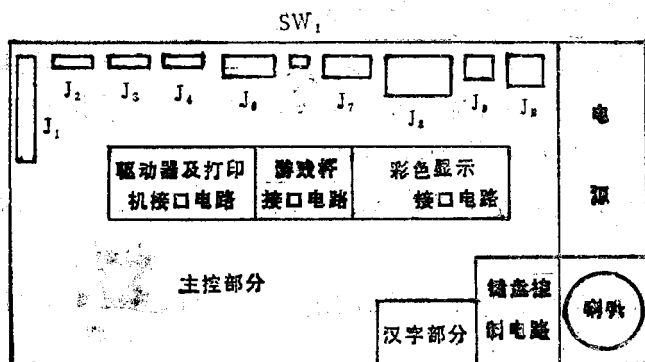 SW₁
J₂ J₃ J₄ J₆ J₇ J₈ J₉
J₁
电
源
驱动器及打印
机接口电路
游戏杆
接口电路
彩色显示
接口电路
主控部分
汉字部分
键盘控
制电路
喇叭